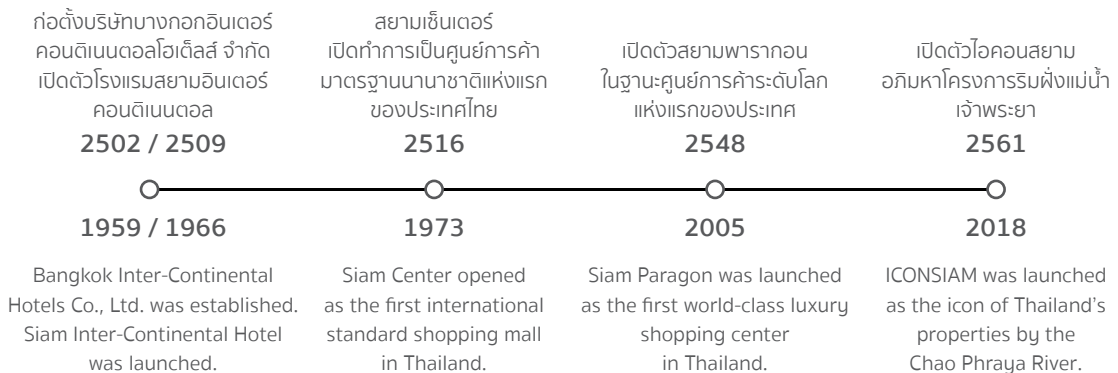 ก่อตั้งบริษัทบางกอกอินเตอร์
คอนติเนนตอลโฮเต็ลส์ จำกัด
เปิดตัวโรงแรมสยามอินเตอร์
คอนติเนนตอล
2502 / 2509
1959 / 1966
Bangkok Inter-Continental
Hotels Co., Ltd. was established.
Siam Inter-Continental Hotel
was launched.
สยามเซ็นเตอร์
เปิดทำการเป็นศูนย์การค้า
มาตรฐานนานาชาติแห่งแรก
ของประเทศไทย
2516
1973
Siam Center opened
as the first international
standard shopping mall
in Thailand.
เปิดตัวสยามพารากอน
ในฐานะศูนย์การค้าระดับโลก
แห่งแรกของประเทศ
2548
2005
Siam Paragon was launched
as the first world-class luxury
shopping center
in Thailand.
เปิดตัวไอคอนสยาม
อภิมหาโครงการริมฝั่งแม่น้ำ
เจ้าพระยา
2561
2018
ICONSIAM was launched
as the icon of Thailand’s
properties by the
Chao Phraya River.